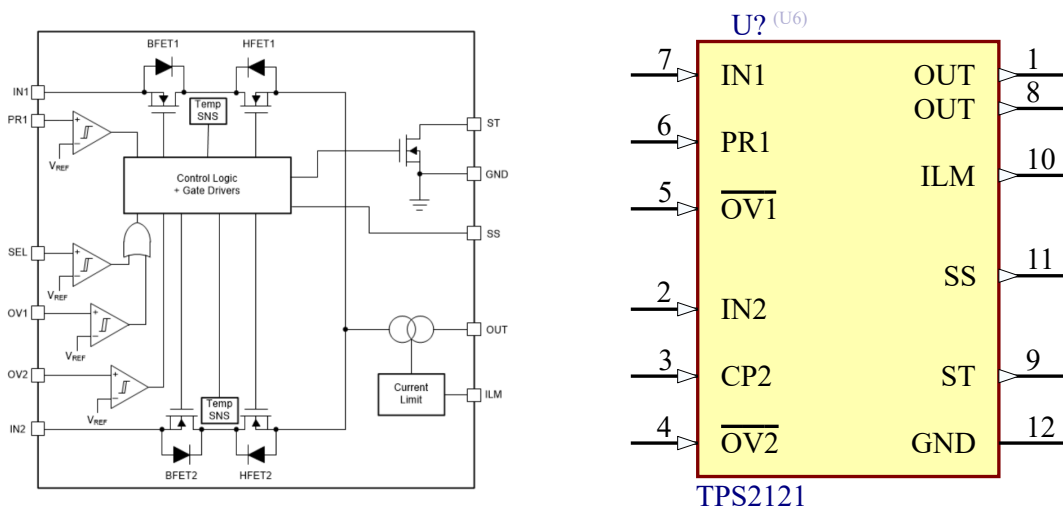 BFET1
HFET1
IN1
PR1
Temp
SNS
ST
VREF
GND
Control Logic
+ Gate Drivers
SS
SEL
VREF
OV1
VREF
OUT
OV2
VREF
Current
Limit
ILM
Temp
SNS
IN2
BFET2
HFET2
U? (U6)
7 IN1 OUT 1
OUT 8
6 PR1
ILM 10
5 OV1
SS 11
2 IN2
3 CP2 ST 9
4 OV2 GND 12
TPS2121